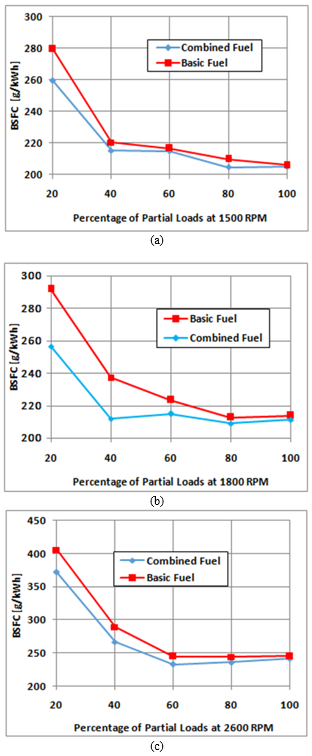 300
280
260
240
220
200
BSFC [g/kWh]
Combined Fuel
Basic Fuel
20 40 60 80 100
Percentage of Partial Loads at 1500 RPM
(a)
300
280
260
240
220
200
BSFC [g/kWh]
Basic Fuel
Combined Fuel
20 40 60 80 100
Percentage of Partial Loads at 1800 RPM
(b)
450
400
350
300
250
200
BSFC [g/kWh]
Combined Fuel
Basic Fuel
20 40 60 80 100
Percentage of Partial Loads at 2600 RPM
(c)